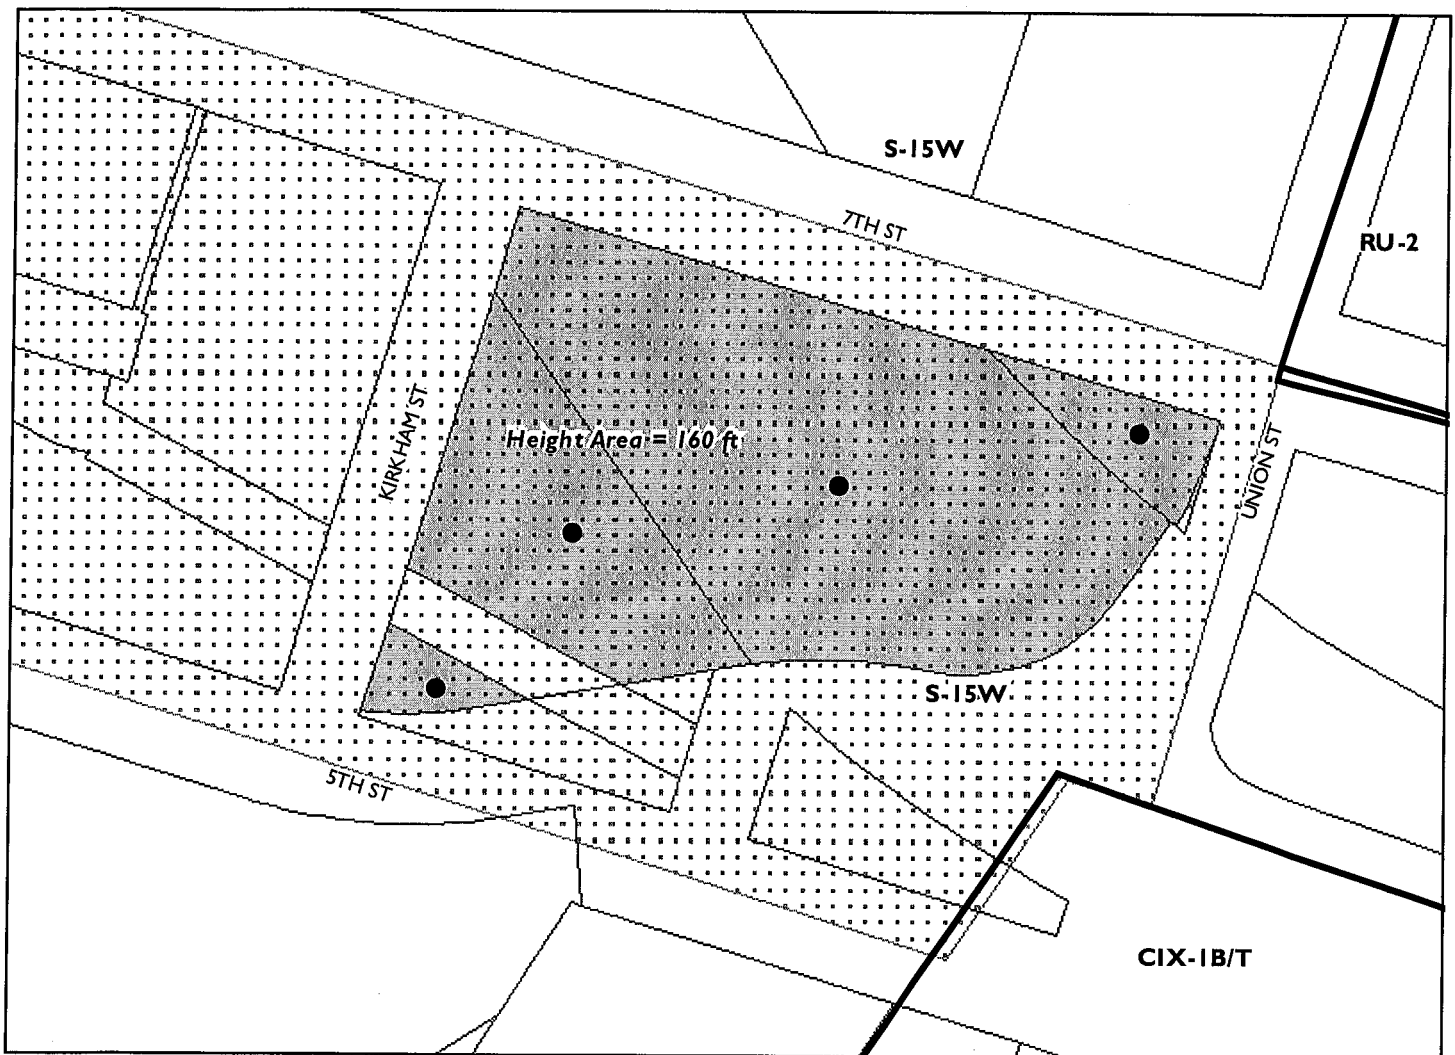 S-15W
7TH ST
RU-2
KIRKHAM ST
Height Area = 160 ft
UNION ST
S-15W
5TH ST
CIX-1B/T